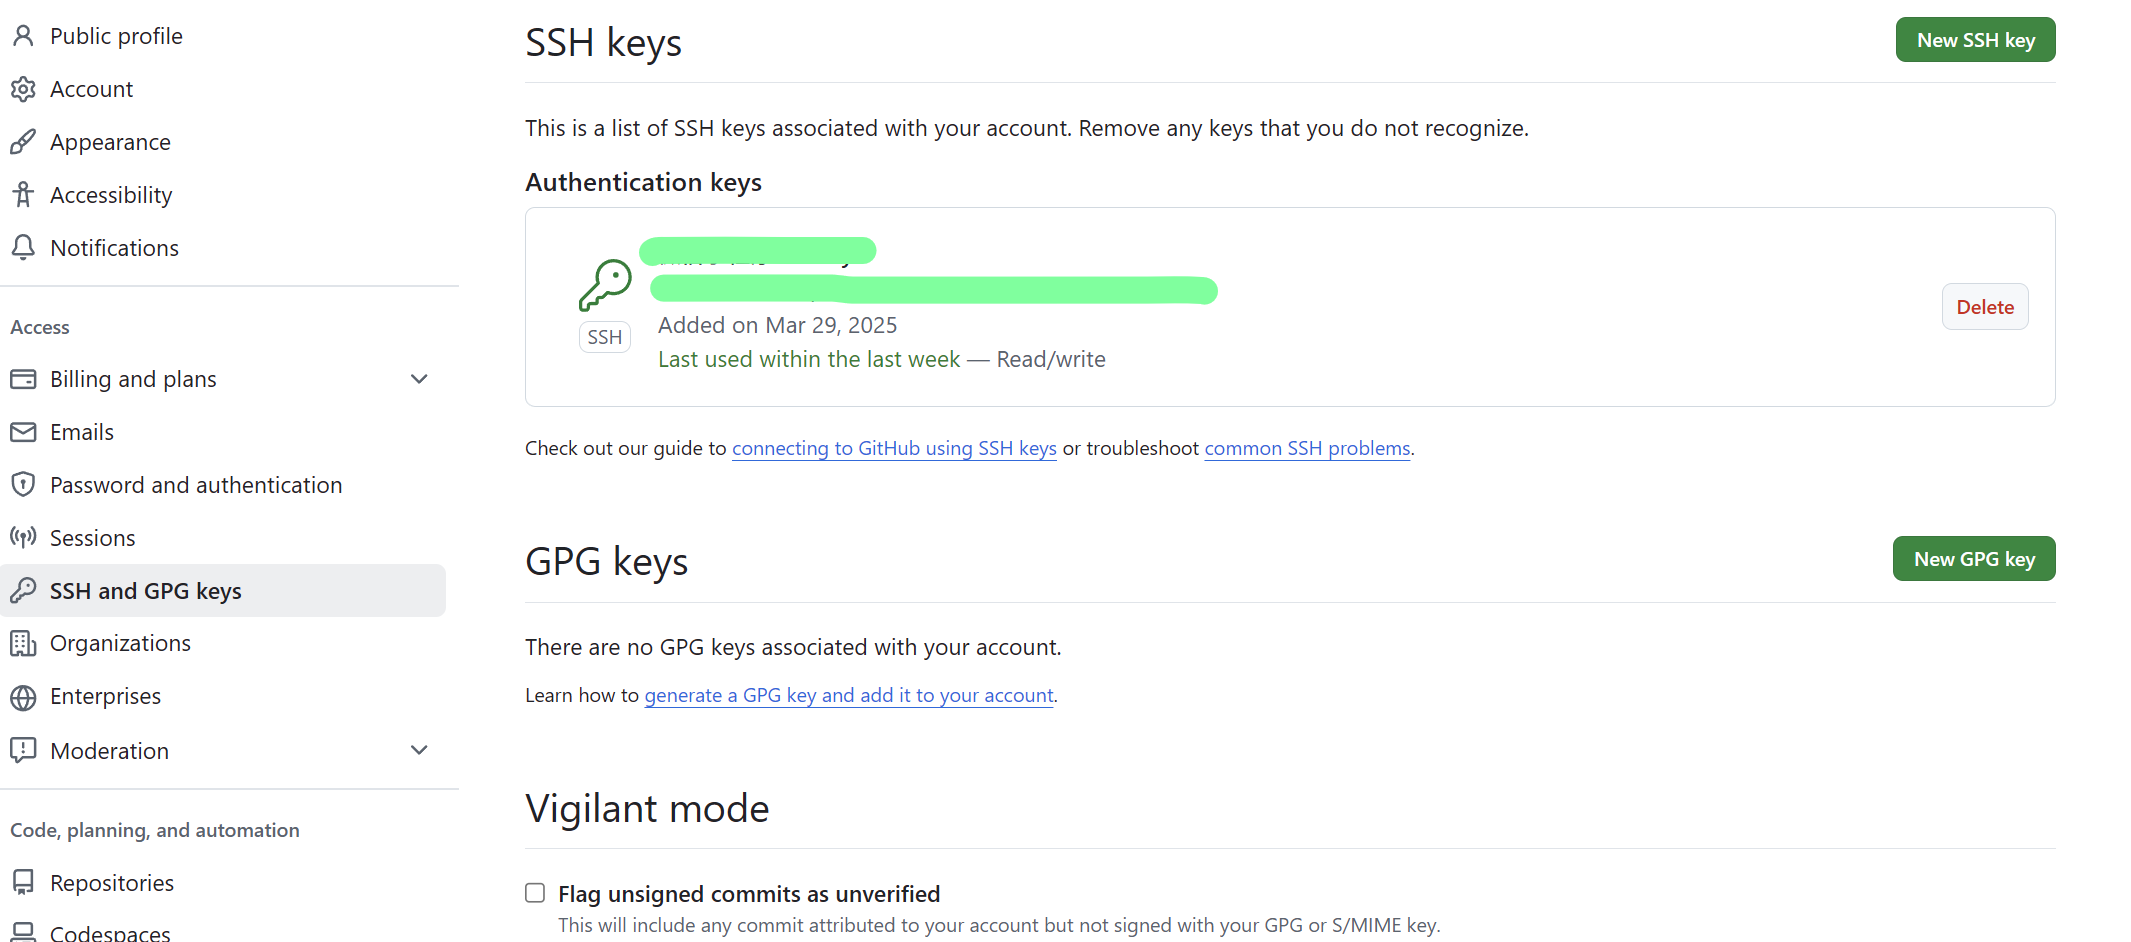 Public profile
Account
Appearance
Accessibility
Notifications
Access
Billing and plans
Emails
Password and authentication
Sessions
SSH and GPG keys
Organizations
Enterprises
Moderation
Code, planning, and automation
Repositories
Codespaces
SSH keys
New SSH key
This is a list of SSH keys associated with your account. Remove any keys that you do not recognize.
Authentication keys
SSH
Added on Mar 29, 2025
Last used within the last week — Read/write
Delete
Check out our guide to connecting to GitHub using SSH keys or troubleshoot common SSH problems.
GPG keys
New GPG key
There are no GPG keys associated with your account.
Learn how to generate a GPG key and add it to your account.
Vigilant mode
Flag unsigned commits as unverified
This will include any commit attributed to your account but not signed with your GPG or S/MIME key.